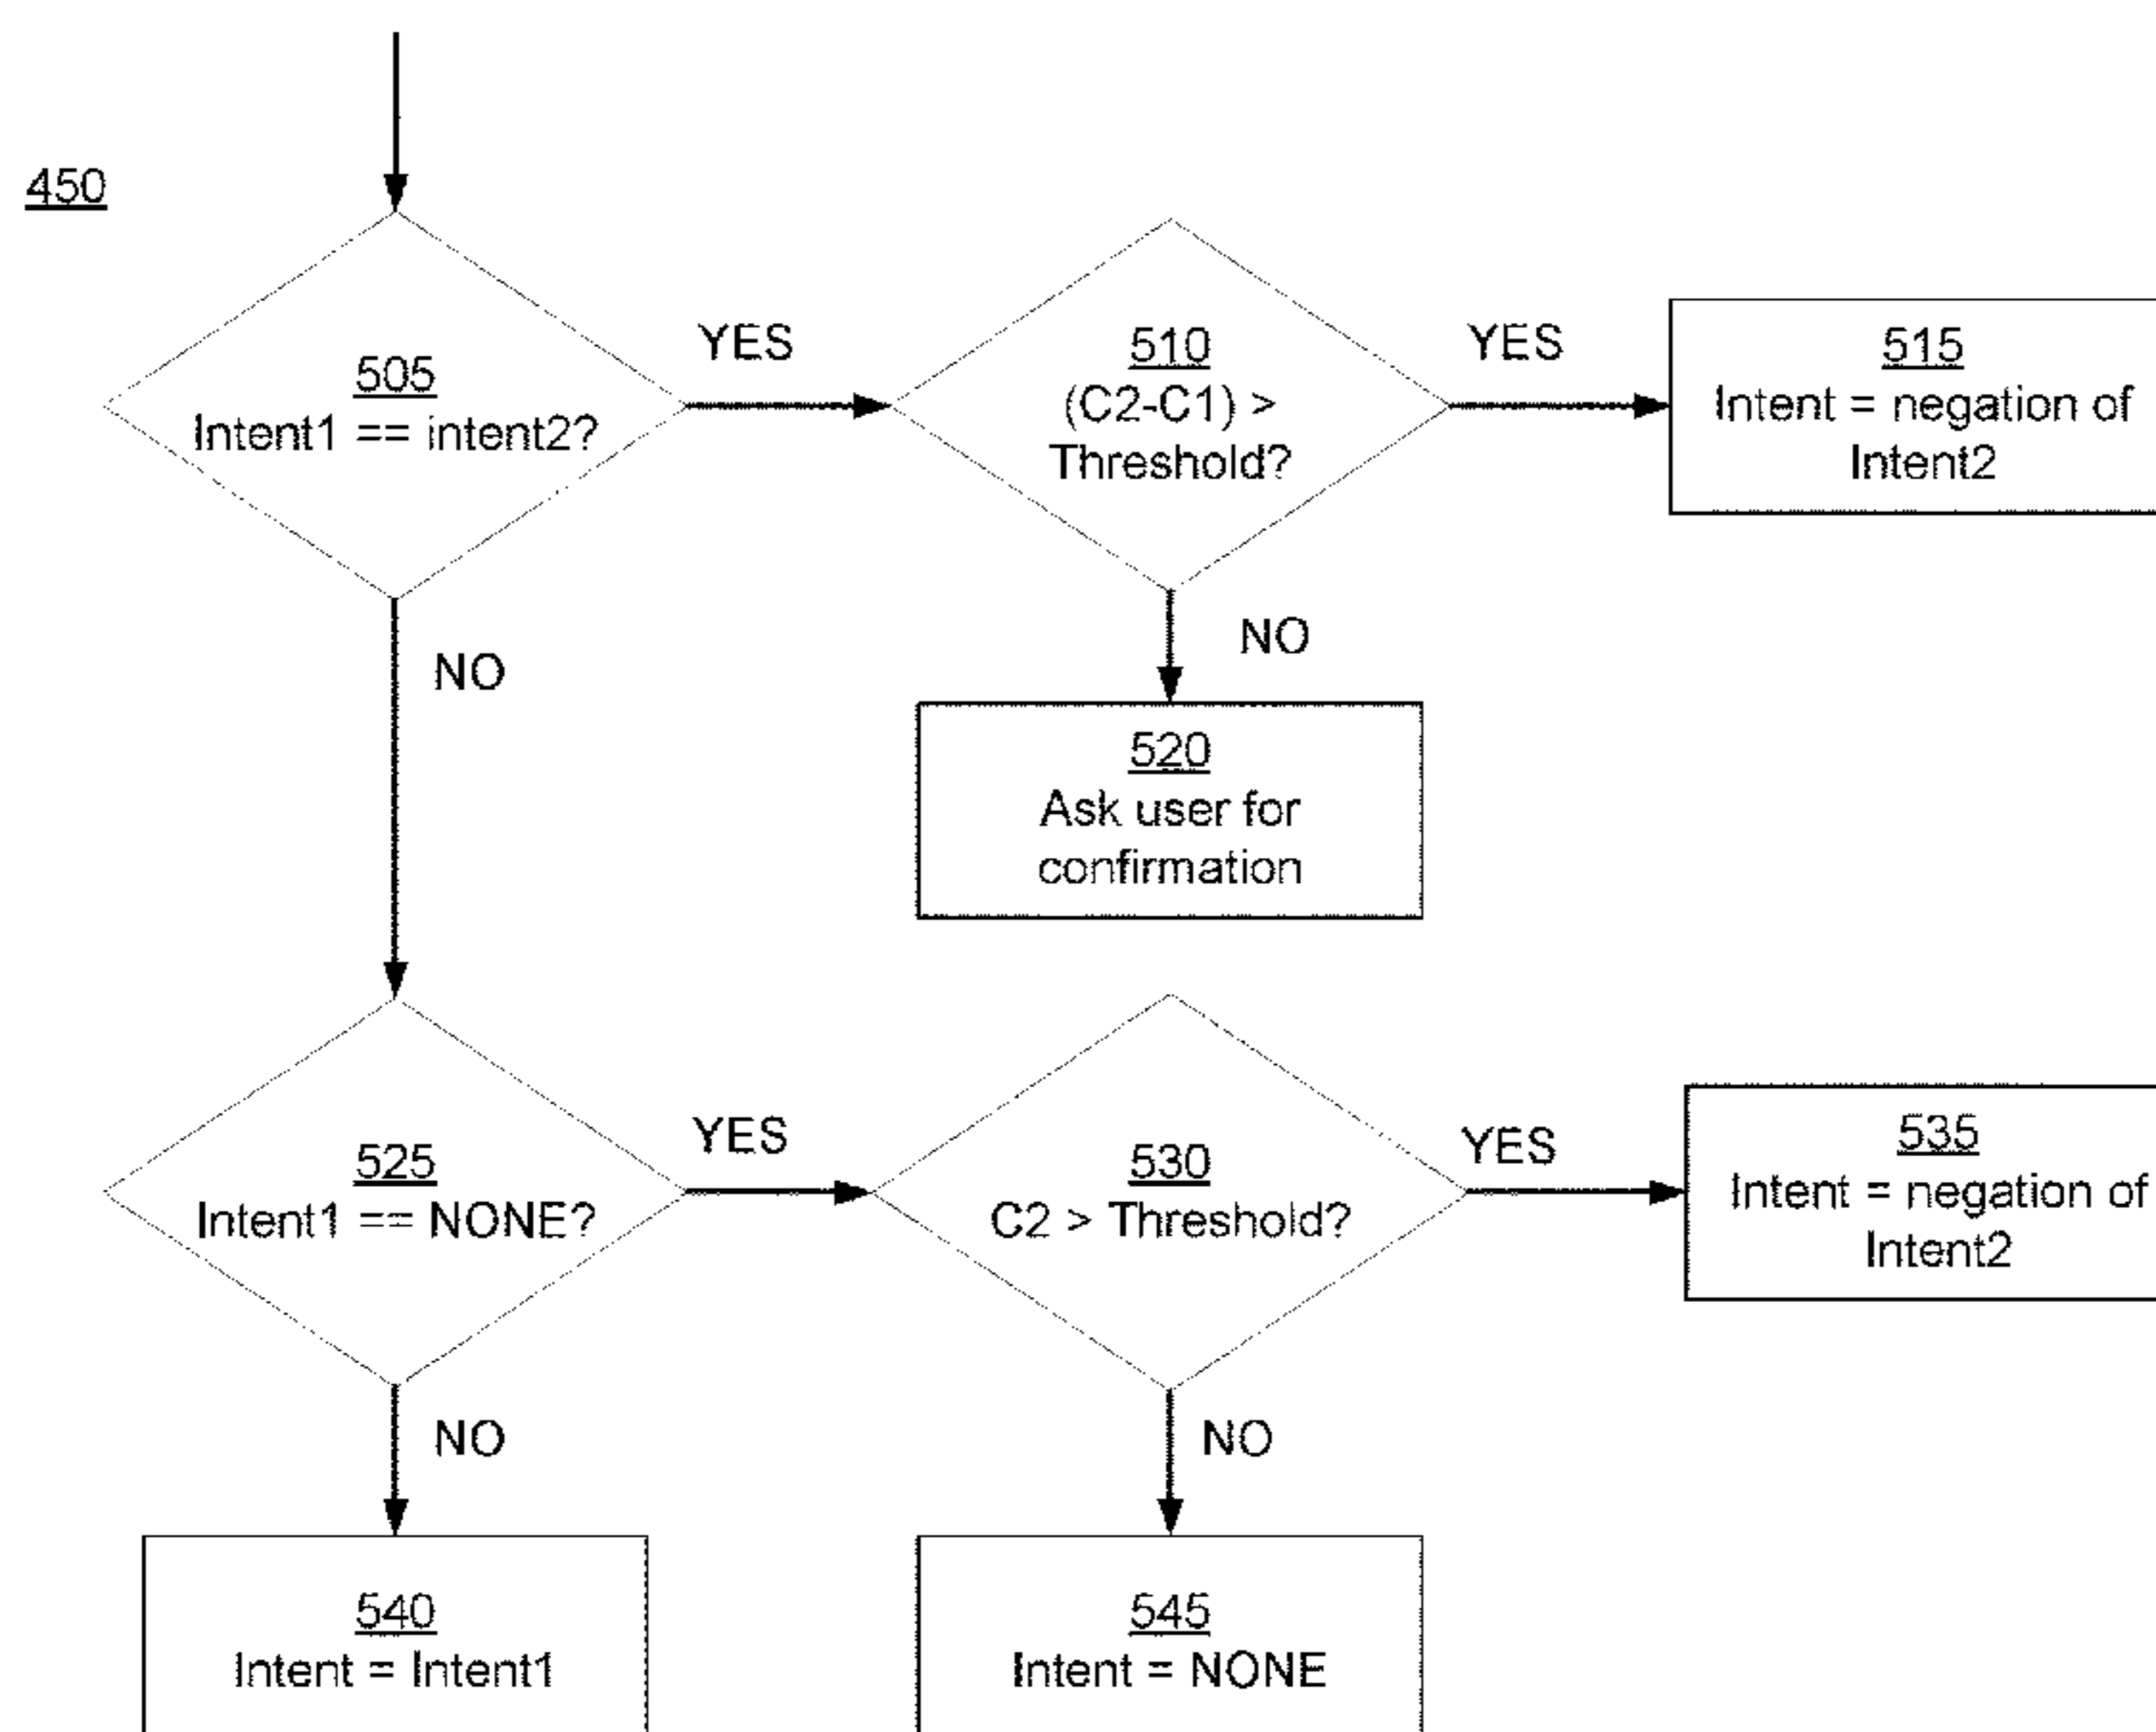 450
505
Intent1 == intent2?
YES
510
(C2-C1) >
Threshold?
YES
515
Intent = negation of
Intent2
NO
NO
520
Ask user for
confirmation
525
Intent1 == NONE?
YES
530
C2 > Threshold?
YES
535
Intent = negation of
Intent2
NO
NO
540
Intent = Intent1
545
Intent = NONE